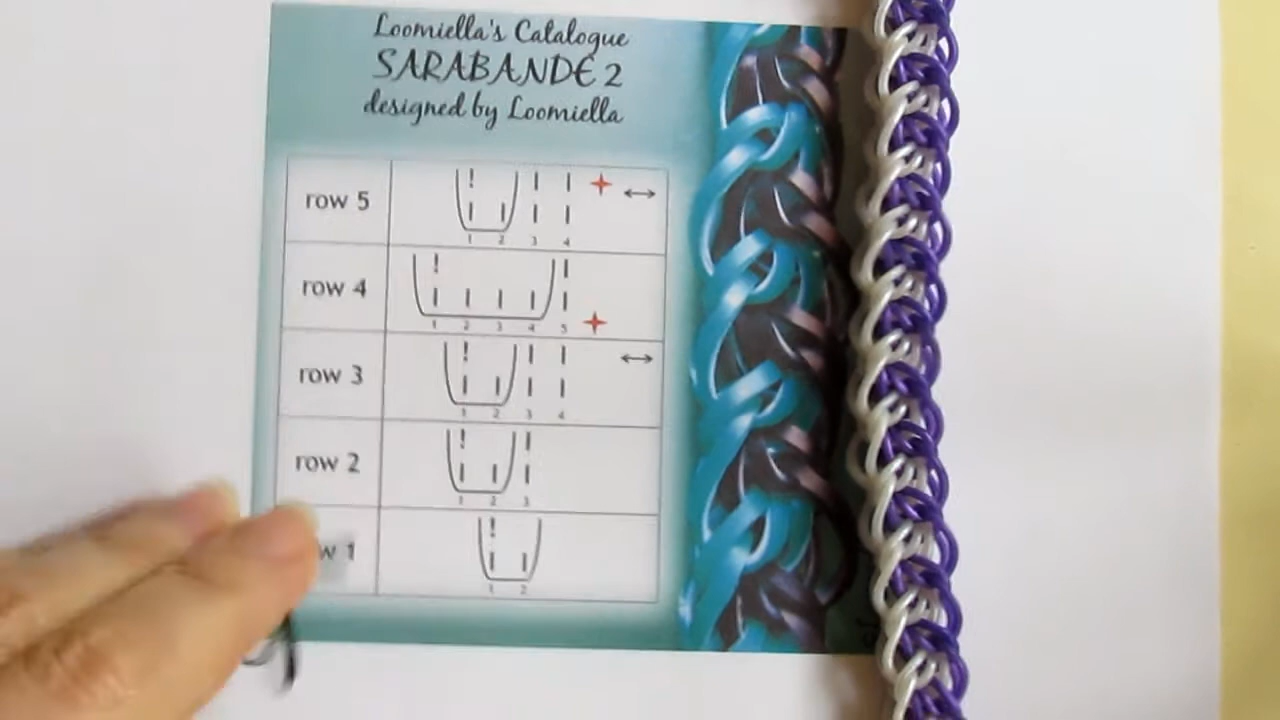 Loomiella's Catalogue
SARABANDE 2
designed by Loomiella
row 5
! 
1 2 3 4
row 4
!
1 2 3 4 5
row 3
!
1 2 3 4
row 2
!
1 2 3
w 1
!
1 2